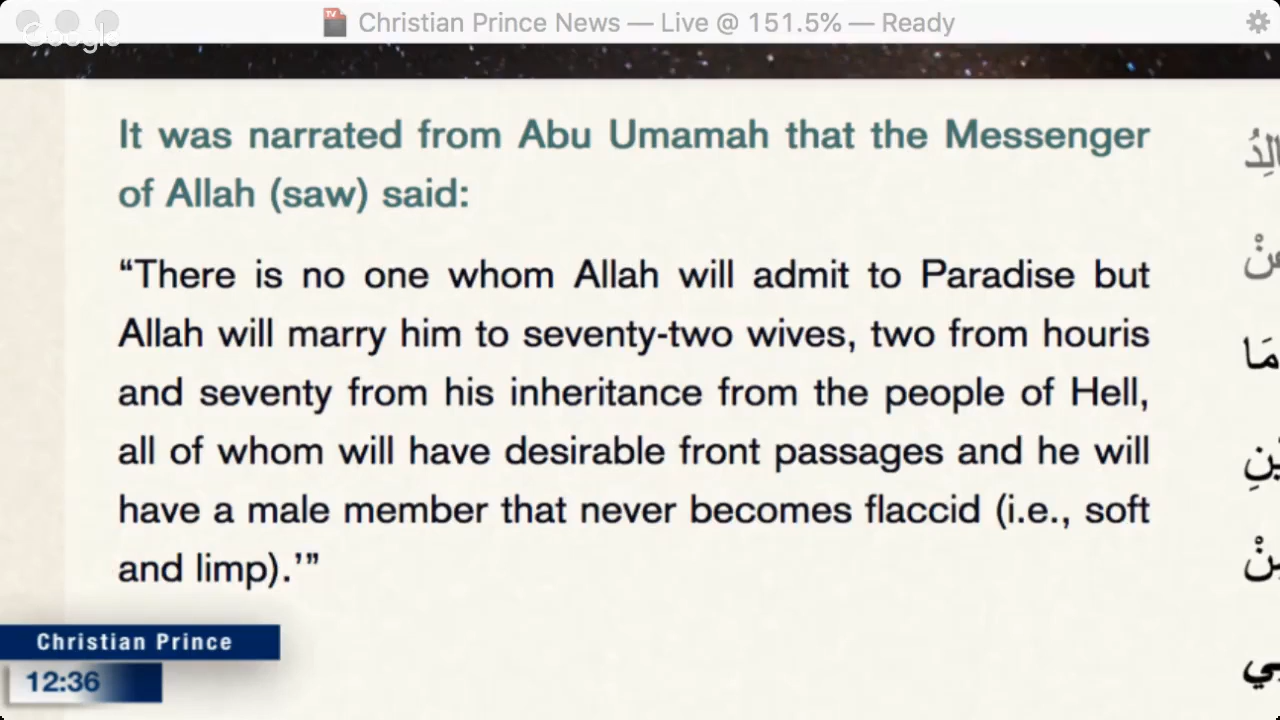 Christian Prince News — Live @ 151.5% — Ready
Google
It was narrated from Abu Umamah that the Messenger
of Allah (saw) said:
“There is no one whom Allah will admit to Paradise but
Allah will marry him to seventy-two wives, two from houris
and seventy from his inheritance from the people of Hell,
all of whom will have desirable front passages and he will
have a male member that never becomes flaccid (i.e., soft
and limp).’”
مَا
Christian Prince
12:36